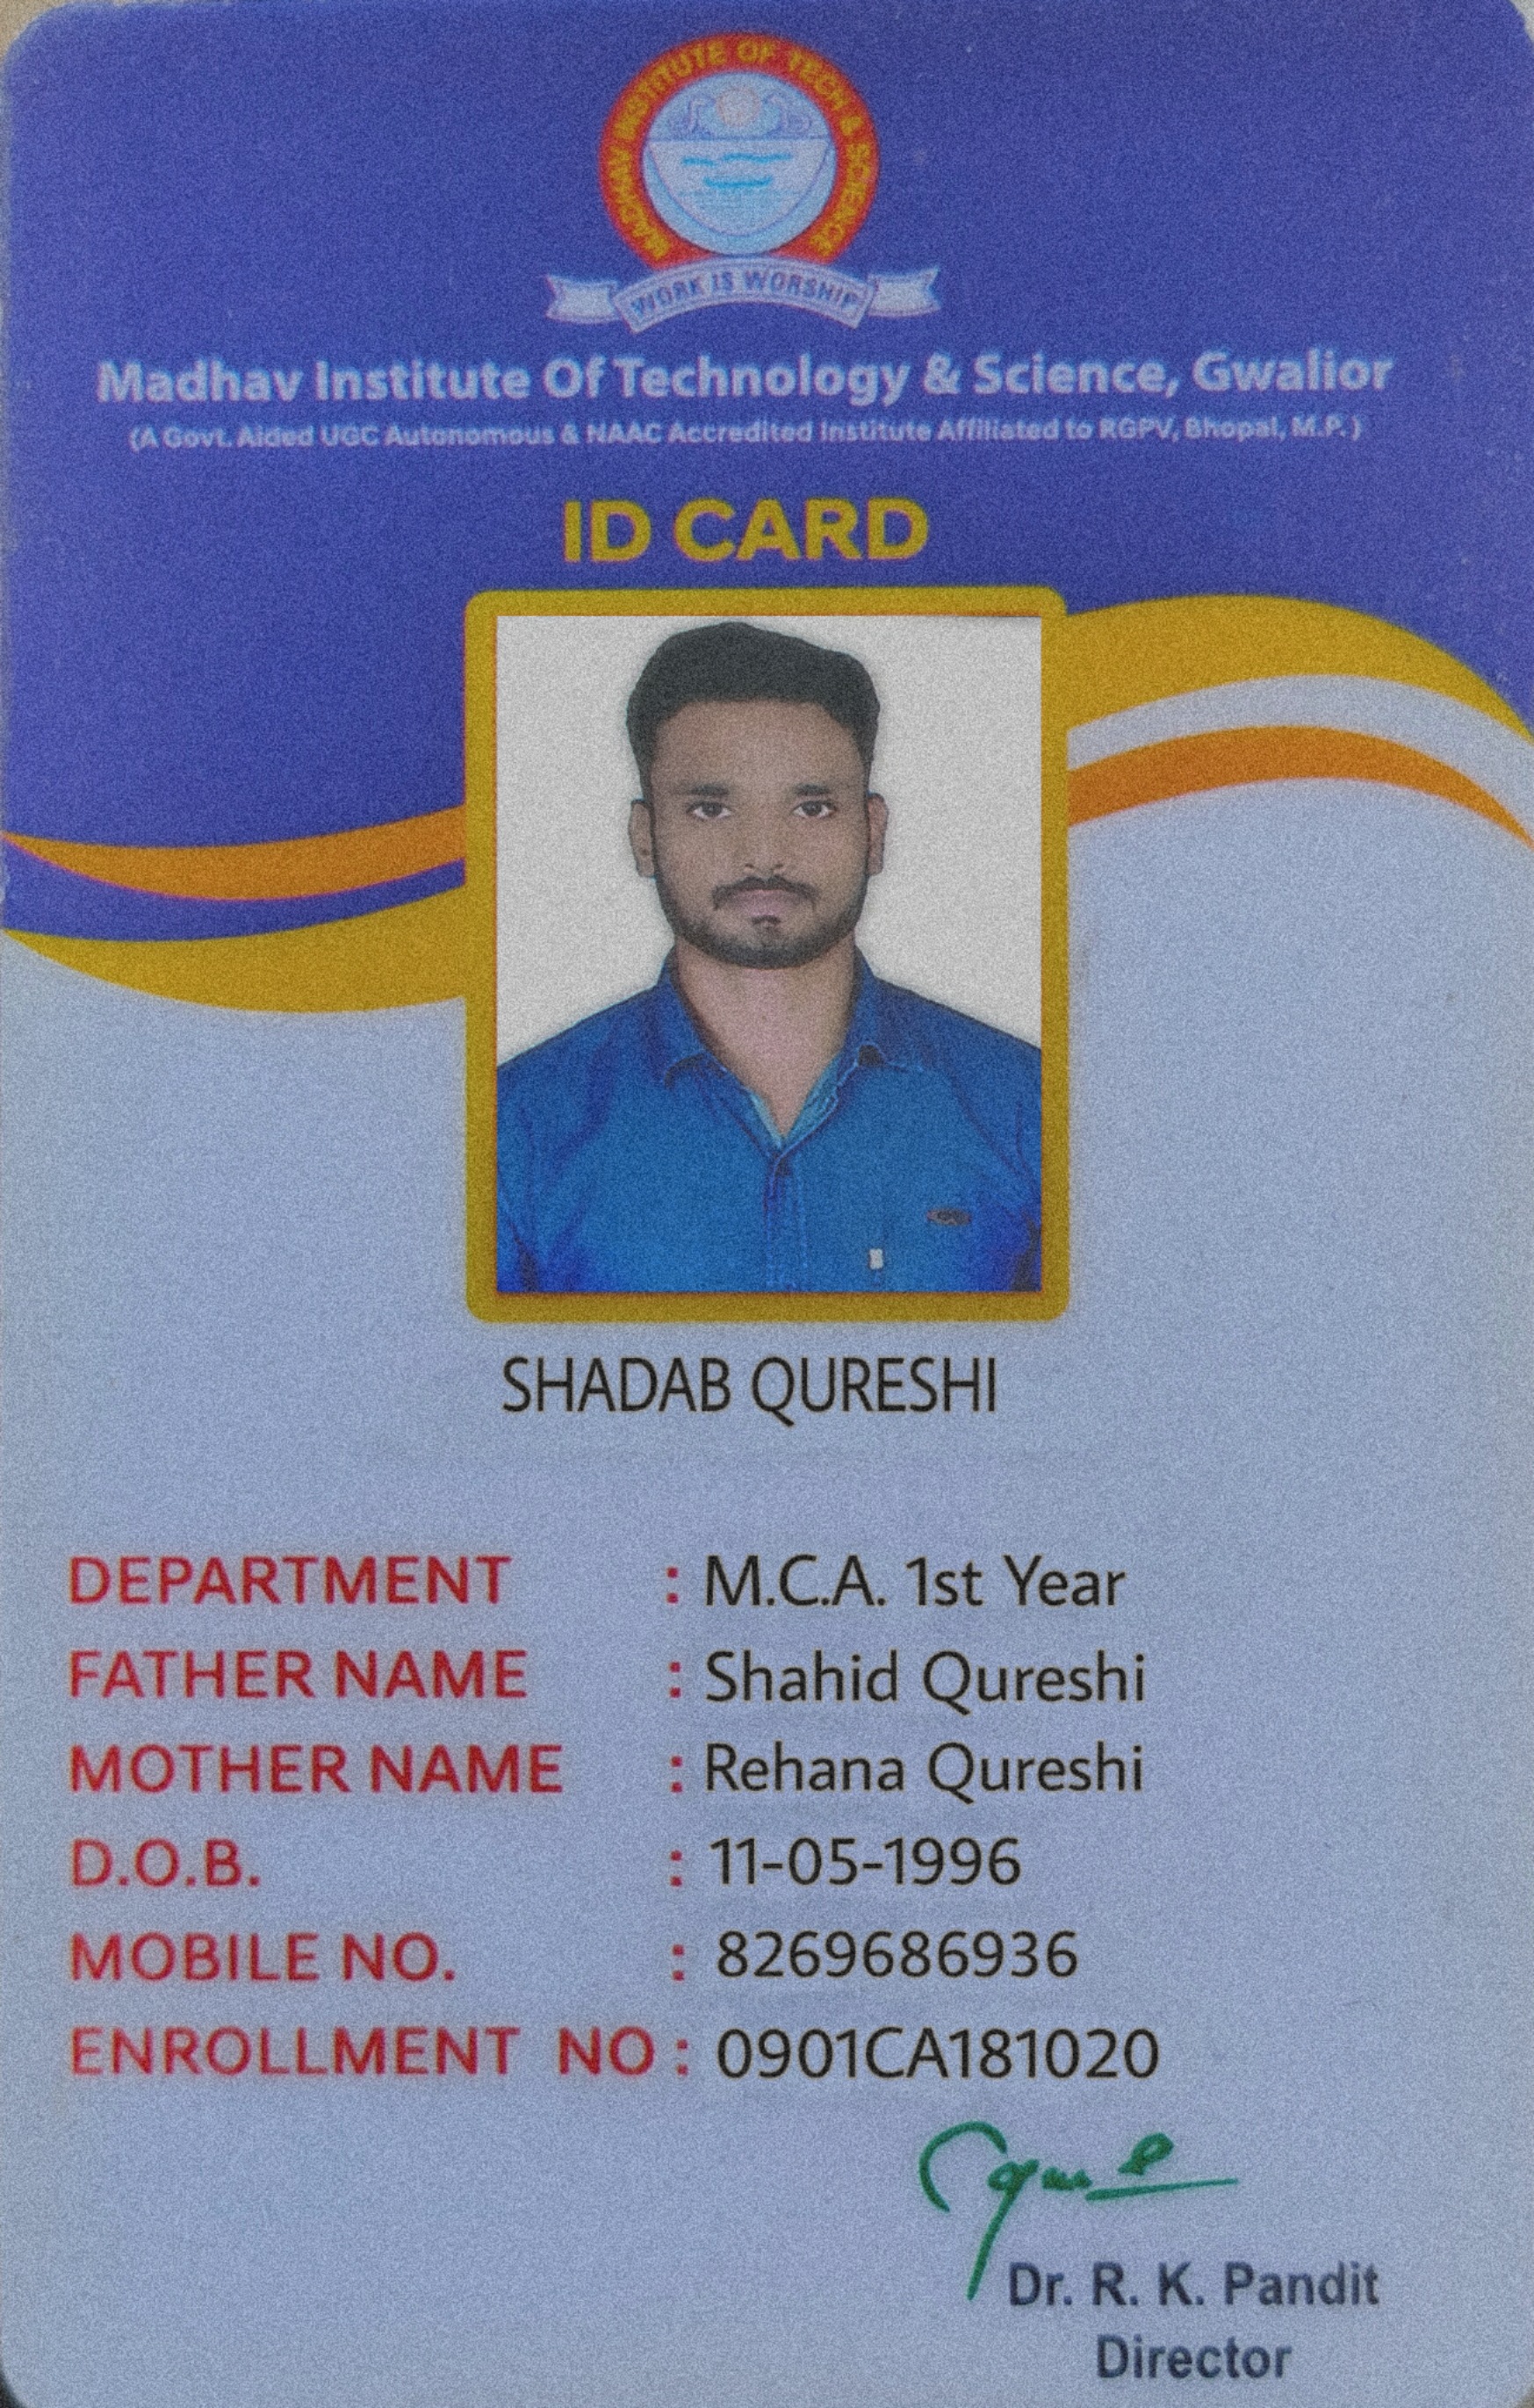 MADHAV INSTITUTE OF TECH & SCIENCE
WORK IS WORSHIP
Madhav Institute Of Technology & Science, Gwalior
(A Govt. Aided UGC Autonomous & NAAC Accredited Institute Affiliated to RGPV, Bhopal, M.P.)
ID CARD
SHADAB QURESHI
DEPARTMENT : M.C.A. 1st Year
FATHER NAME : Shahid Qureshi
MOTHER NAME : Rehana Qureshi
D.O.B. : 11-05-1996
MOBILE NO. : 8269686936
ENROLLMENT NO : 0901CA181020
Dr. R. K. Pandit
Director